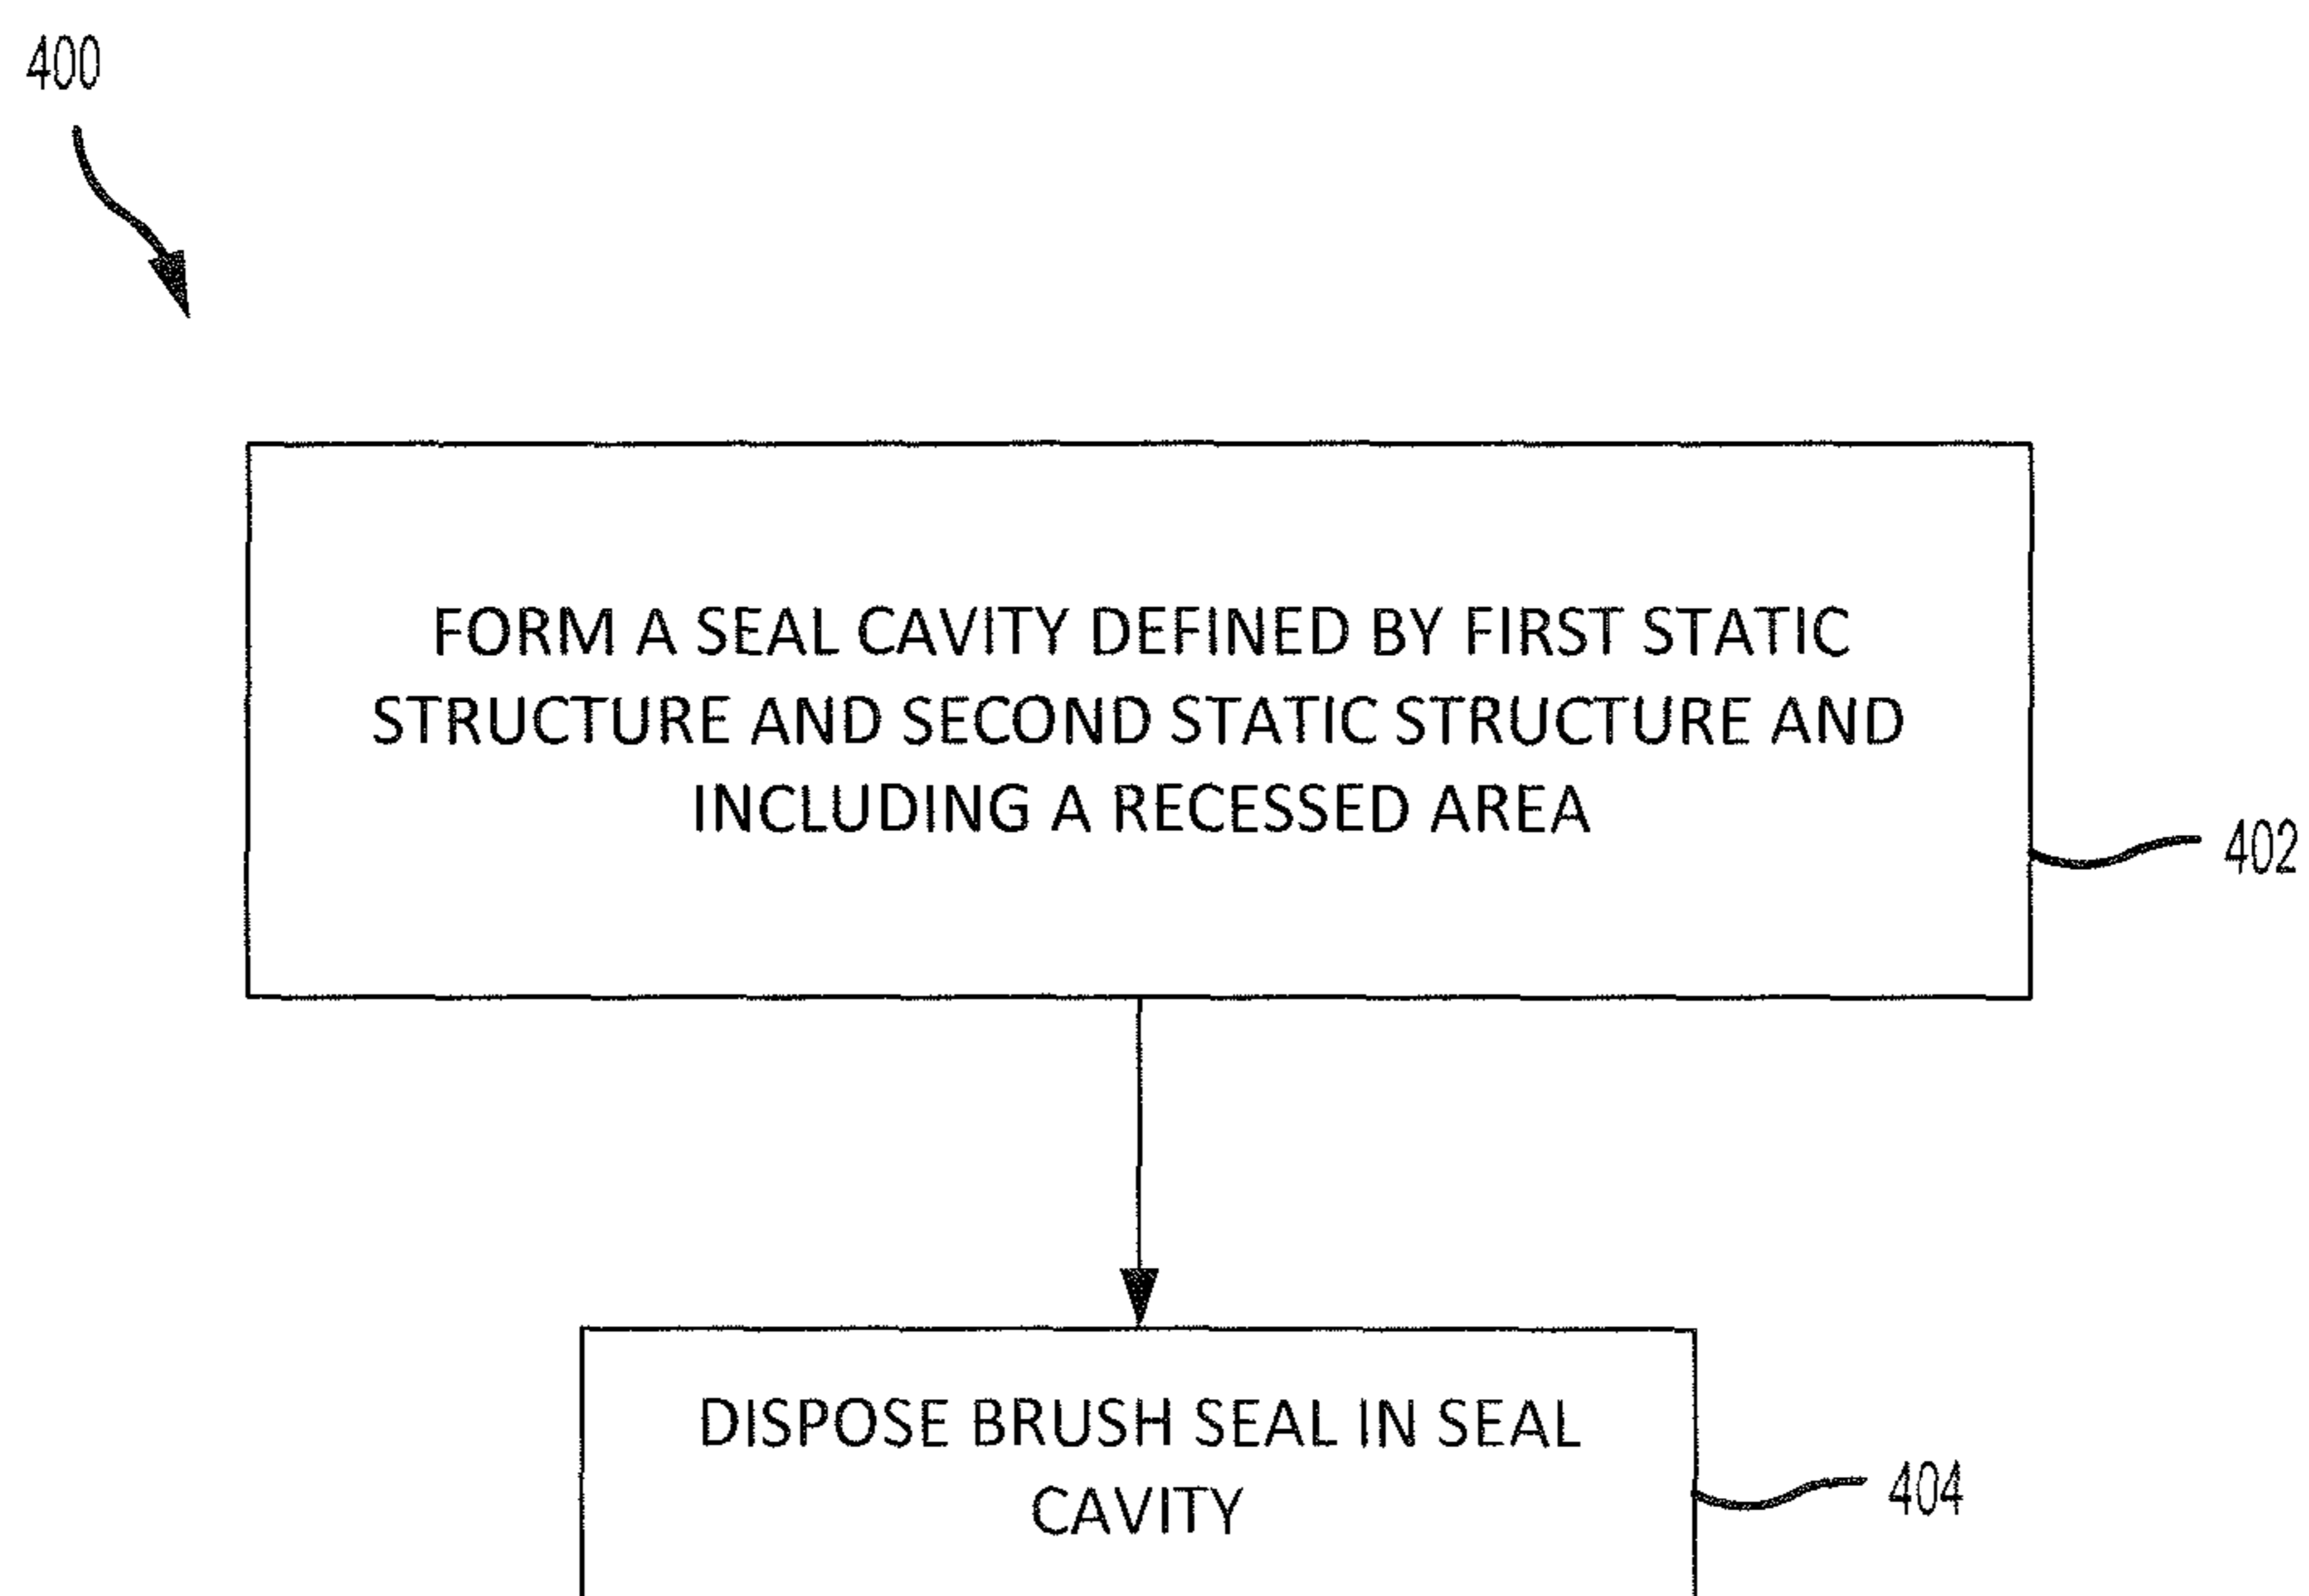 400
FORM A SEAL CAVITY DEFINED BY FIRST STATIC
STRUCTURE AND SECOND STATIC STRUCTURE AND
INCLUDING A RECESSED AREA
402
DISPOSE BRUSH SEAL IN SEAL
CAVITY
404